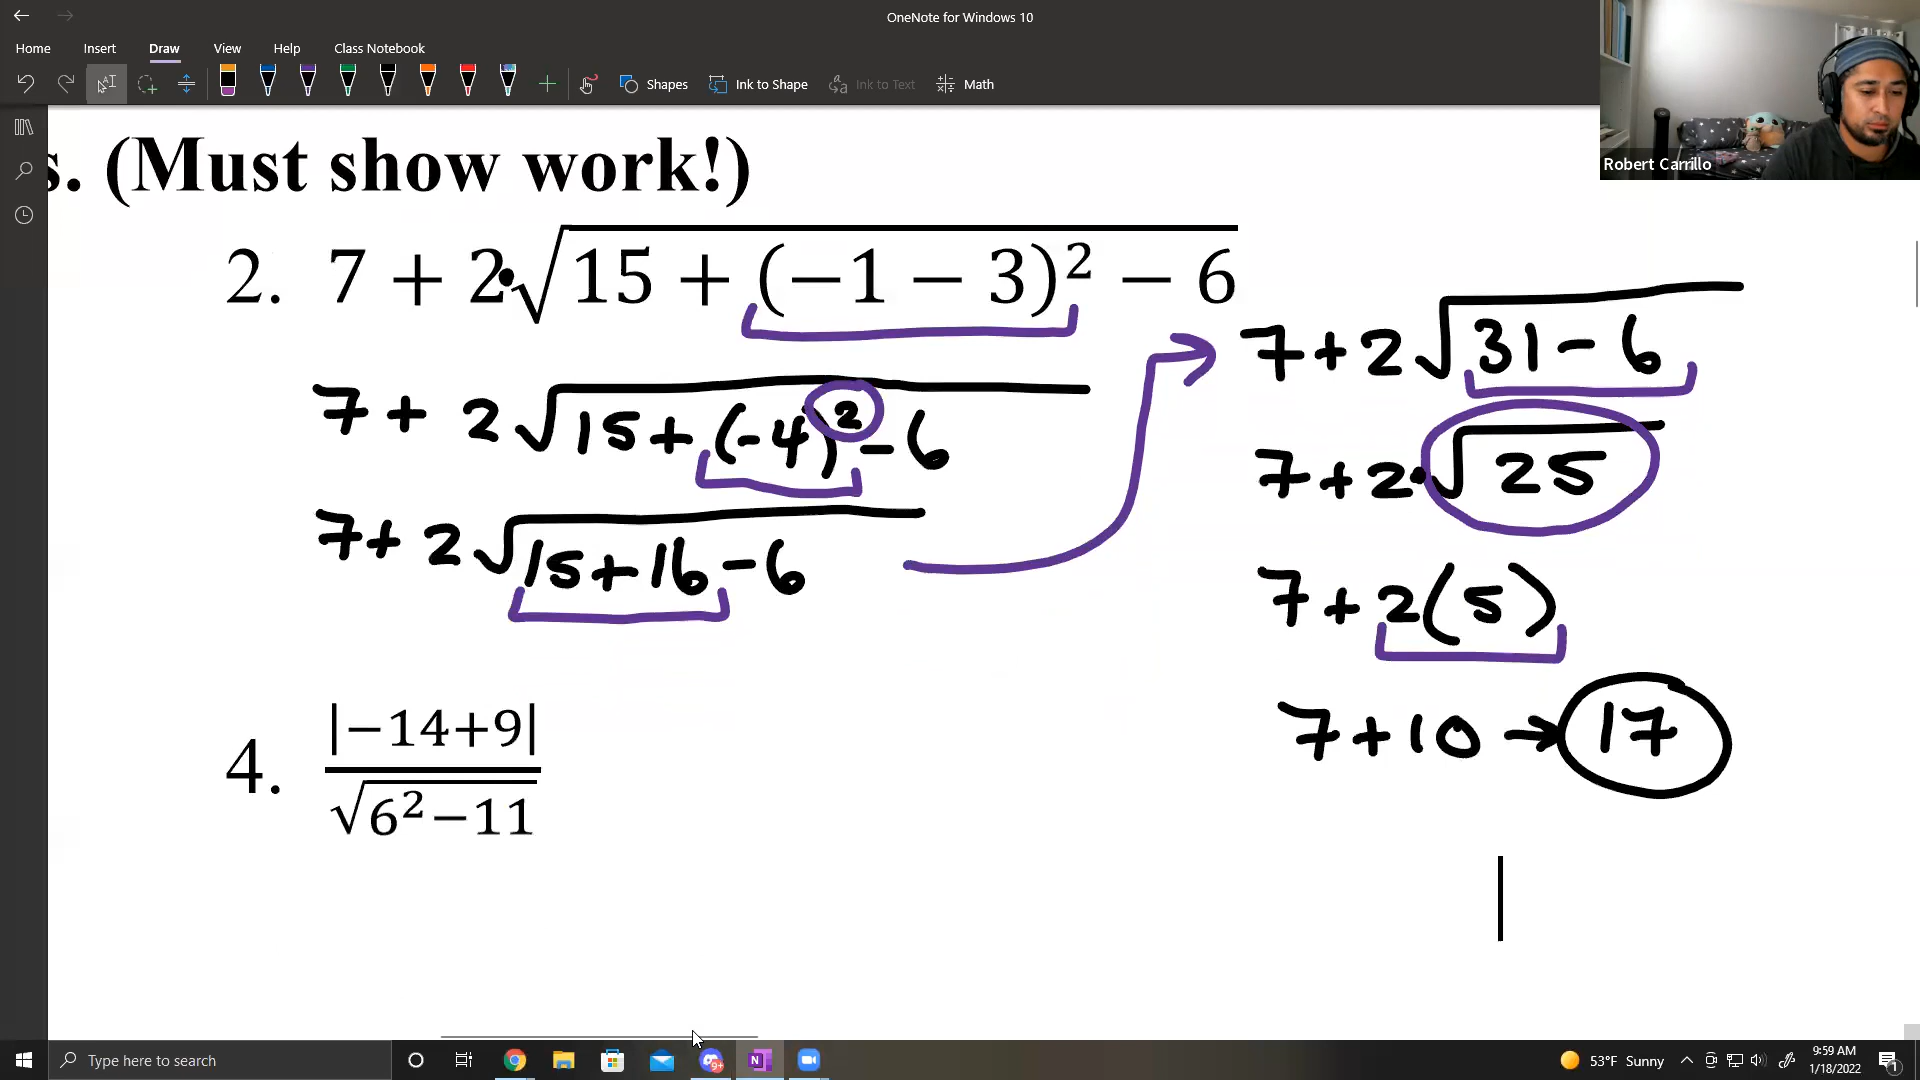 OneNote for Windows 10
Home Insert Draw View Help Class Notebook
Shapes Ink to Shape Ink to Text Math
Robert Carrillo
s. (Must show work!)
2. 7 + 2·√15 + (−1 − 3)² − 6
7 + 2√15 + (-4)² - 6
7 + 2√15 + 16 - 6
7 + 2√31 - 6
7 + 2·√25
7 + 2(5)
7 + 10 → 17
4. |−14+9|
√6²−11
Type here to search
9+
N
53°F Sunny
9:59 AM
1/18/2022
1